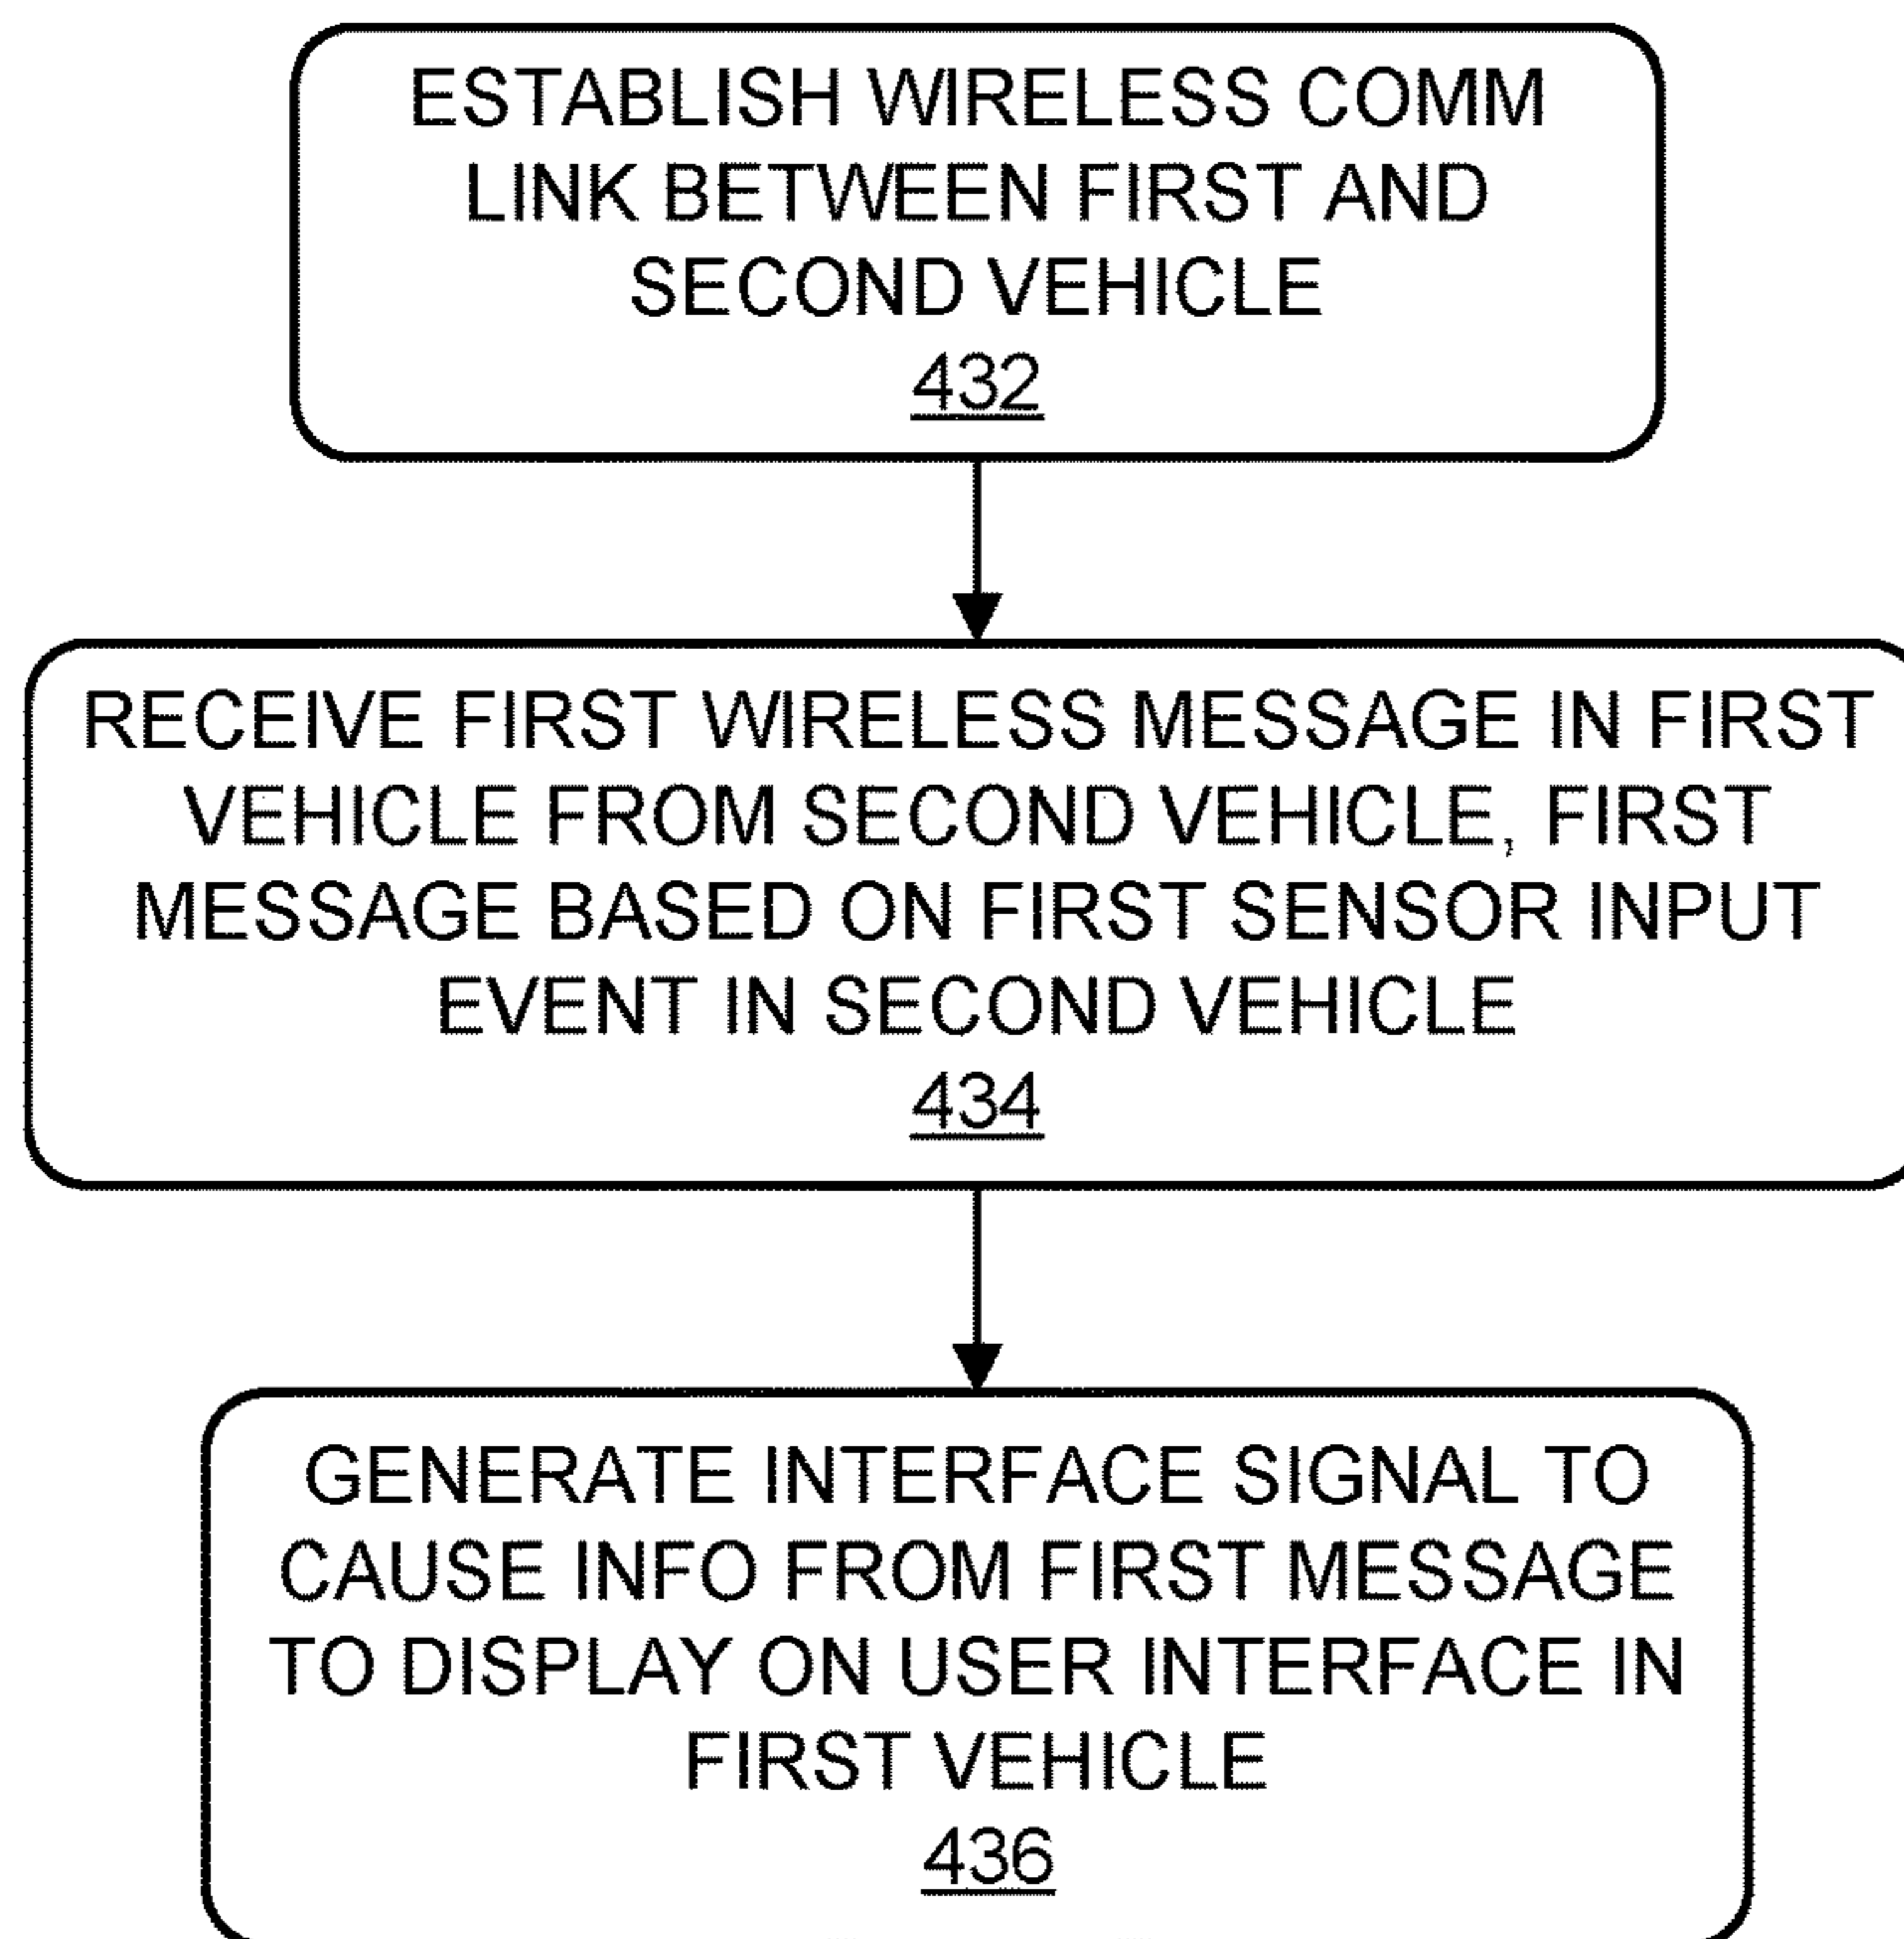 ESTABLISH WIRELESS COMM
LINK BETWEEN FIRST AND
SECOND VEHICLE
432
RECEIVE FIRST WIRELESS MESSAGE IN FIRST
VEHICLE FROM SECOND VEHICLE, FIRST
MESSAGE BASED ON FIRST SENSOR INPUT
EVENT IN SECOND VEHICLE
434
GENERATE INTERFACE SIGNAL TO
CAUSE INFO FROM FIRST MESSAGE
TO DISPLAY ON USER INTERFACE IN
FIRST VEHICLE
436